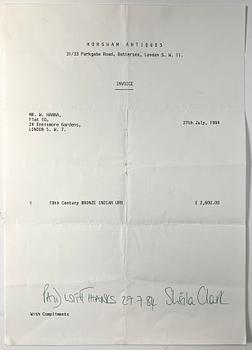 HORSHAM ANTIQUES
31/33 Parkgate Road, Battersea, London S. W. 11.
INVOICE
MR. W. HANNA,
Flat 10,
24 Ennismore Gardens,
LONDON S. W. 7.
27th July, 1984
1 19th Century BRONZE INDIAN URN £ 2,600.00
PAID WITH THANKS 27.7.84 Sheila Clark
With Compliments